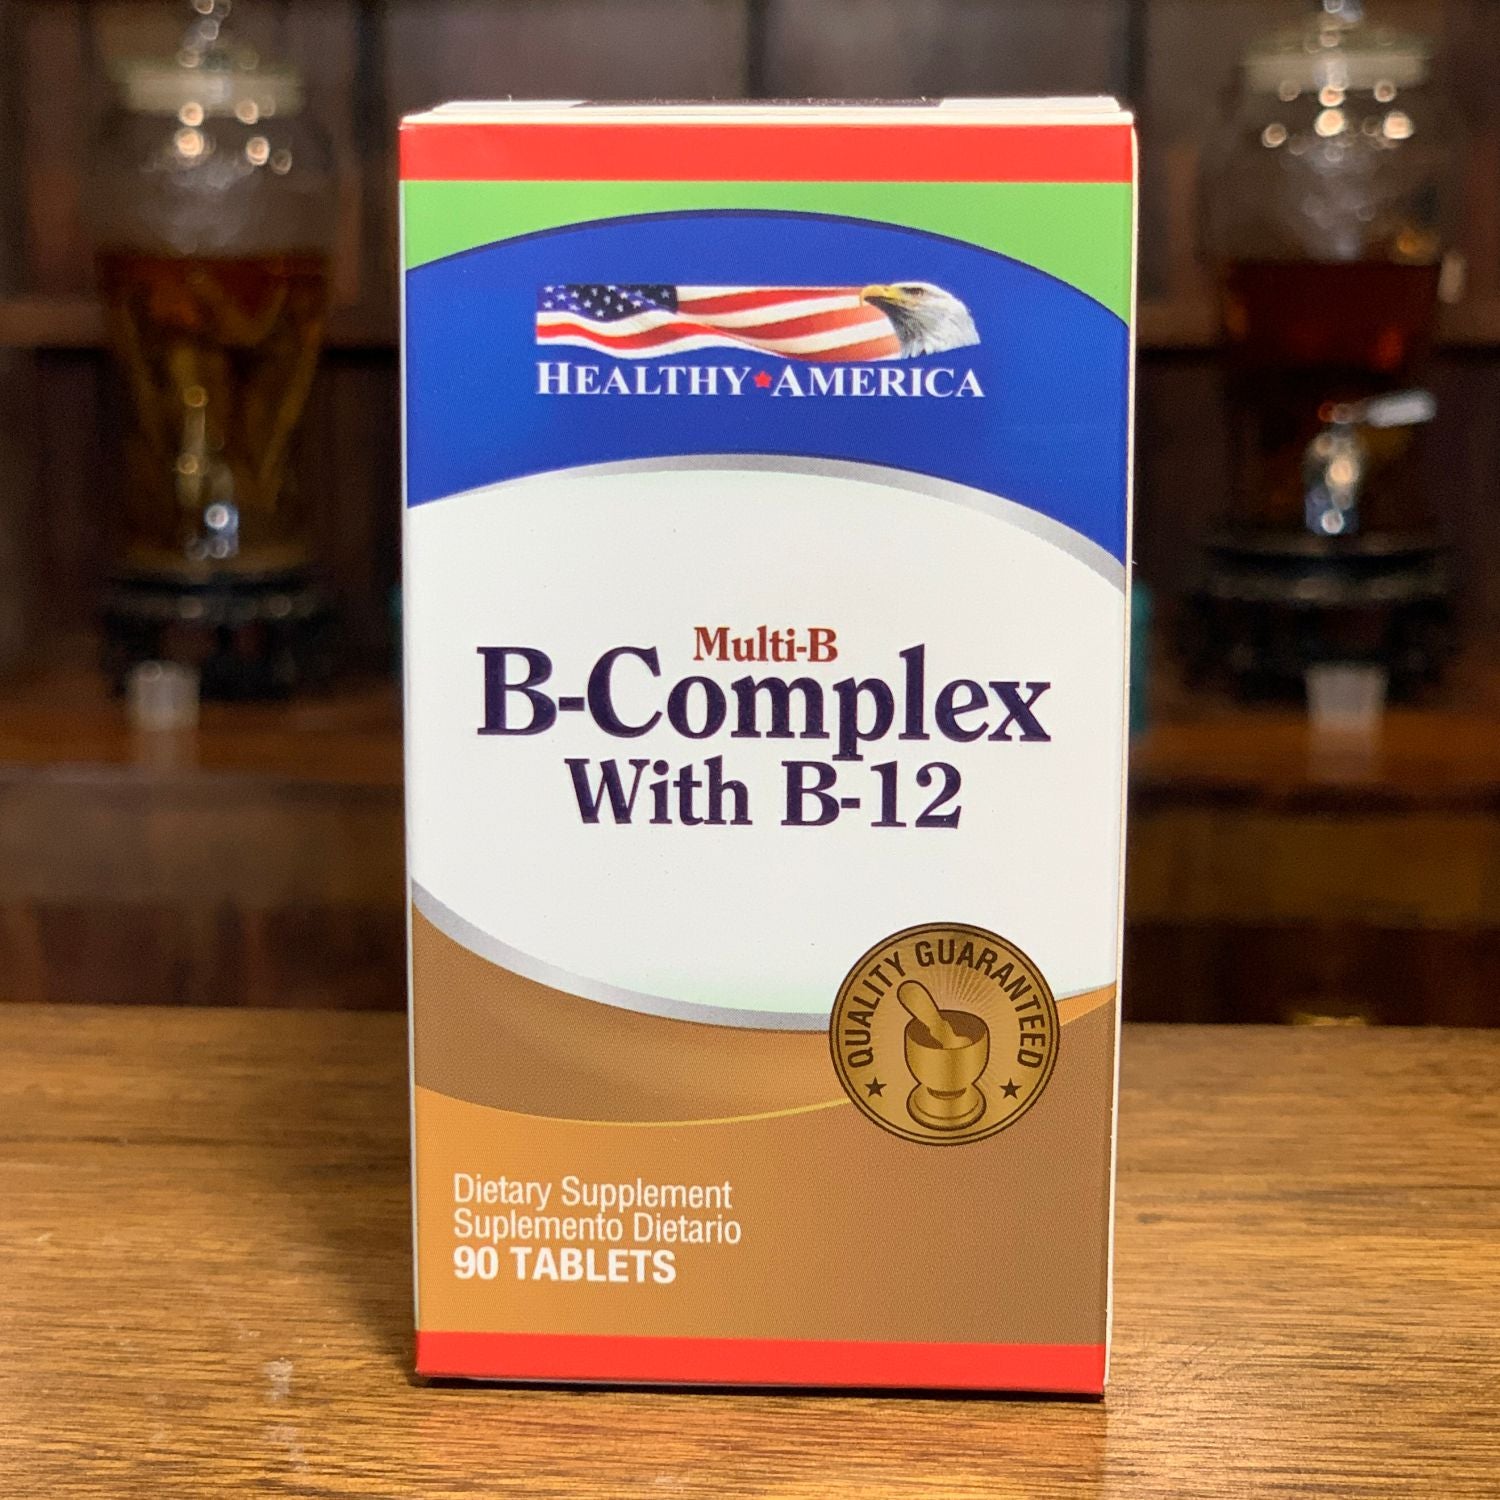 HEALTHY★AMERICA
Multi-B
B-Complex
With B-12
QUALITY GUARANTEED
Dietary Supplement
Suplemento Dietario
90 TABLETS